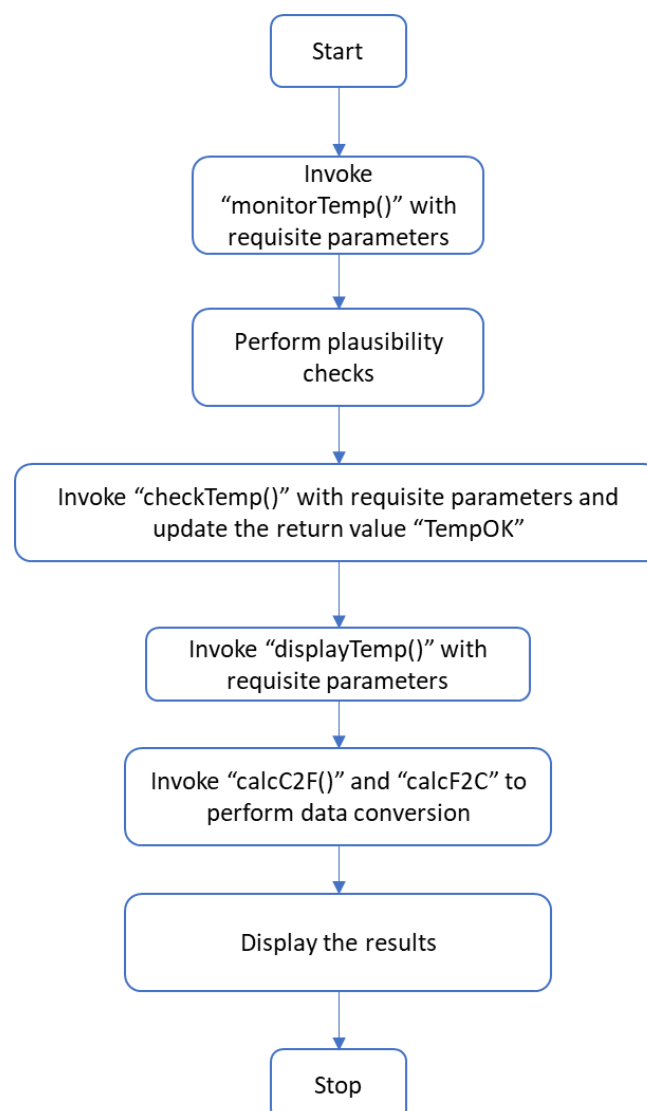 Start
Invoke
“monitorTemp()” with
requisite parameters
Perform plausibility
checks
Invoke “checkTemp()” with requisite parameters and
update the return value “TempOK”
Invoke “displayTemp()” with
requisite parameters
Invoke “calcC2F()” and “calcF2C” to
perform data conversion
Display the results
Stop